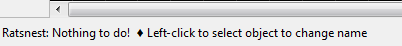 Ratsnest: Nothing to do! ♦ Left-click to select object to change name